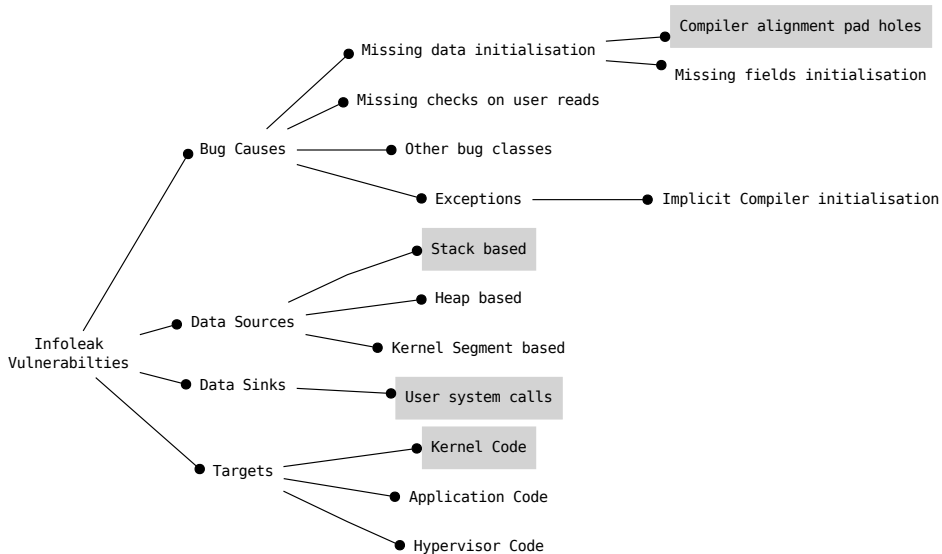 Compiler alignment pad holes
Missing data initialisation
Missing fields initialisation
Missing checks on user reads
Bug Causes
Other bug classes
Exceptions
Implicit Compiler initialisation
Stack based
Heap based
Data Sources
Infoleak
Vulnerabilties
Kernel Segment based
Data Sinks
User system calls
Kernel Code
Targets
Application Code
Hypervisor Code